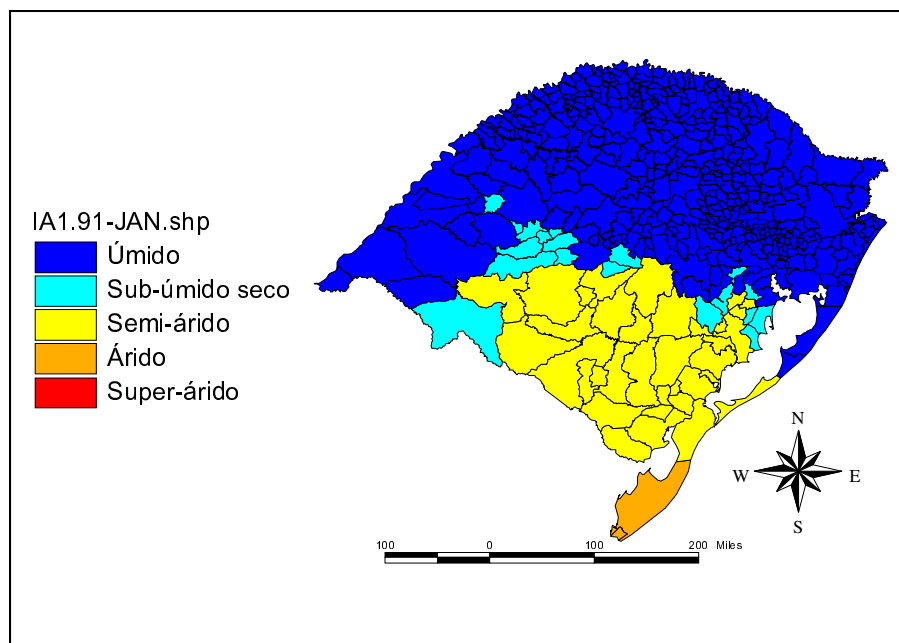 IA1.91-JAN.shp
Úmido
Sub-úmido seco
Semi-árido
Árido
Super-árido
N
W
E
S
100 0 100 200 Miles